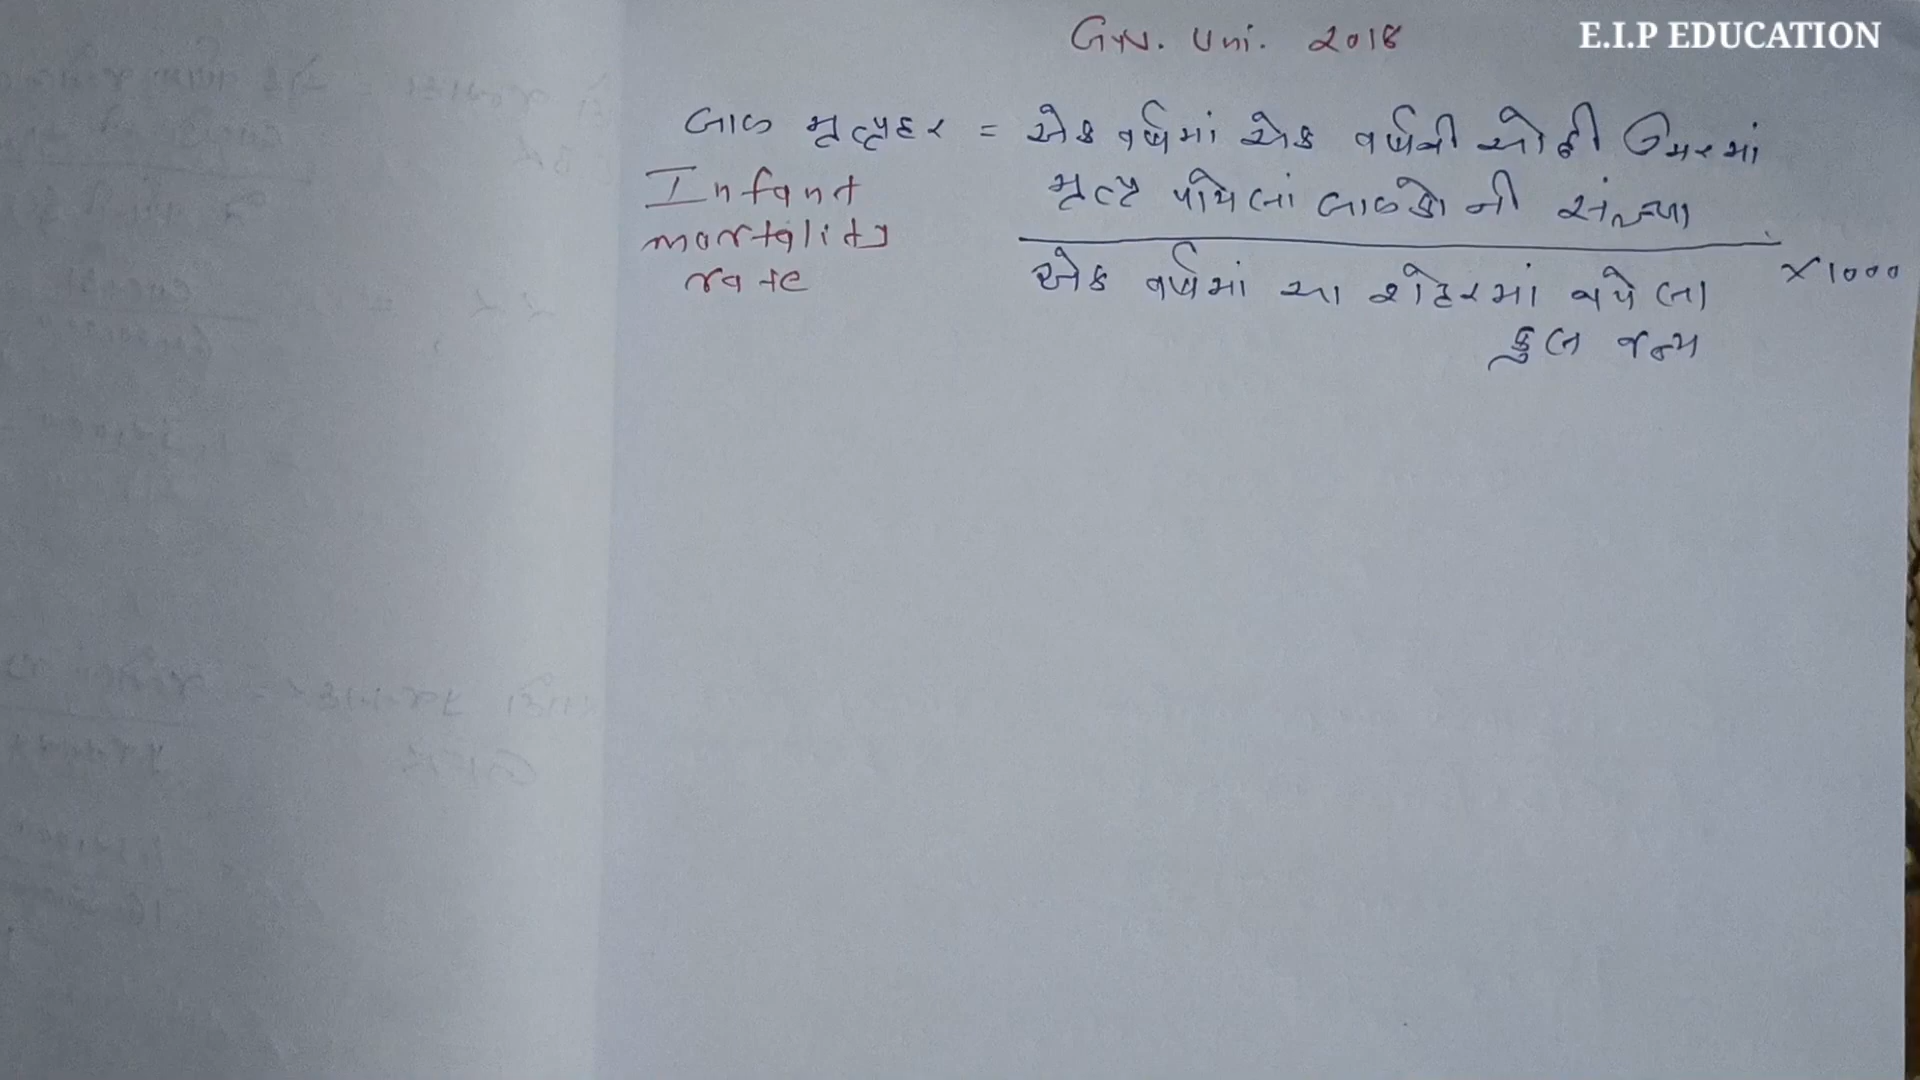 Guj. Uni. 2018
E.I.P EDUCATION
બાળ મૃત્યુદર = એક વર્ષમાં એક વર્ષની ઓછી ઉંમરમાં
Infant મૃત્યુ પામેલાં બાળકોની સંખ્યા
mortality
rate એક વર્ષમાં આ શહેરમાં થયેલા ×1000
કુલ જન્મ